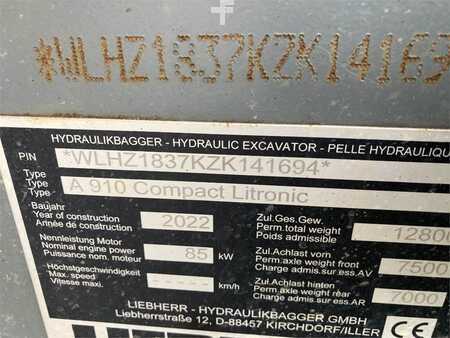 *WLHZ1837KZK14169
HYDRAULIKBAGGER - HYDRAULIC EXCAVATOR - PELLE HYDRAULIQU
PIN *WLHZ1837KZK141694*
Type
Type A 910 Compact Litronic
Type
Baujahr
Year of construction 2022
Année de construction
Zul.Ges.Gew.
Perm.total weight 12800
Poids admissible
Nennleistung Motor
Nominal engine power 85 kW
Puissance nom. moteur
Zul.Achslast vorn
Perm.axle weight front 7500
Charge admis.sur ess.AV
Höchstgeschwindigkeit
Max. speed - - - - - km/h
Vitesse maxi.
Zul.Achslast hinten
Perm.axle weight rear 7000
Charge admis.sur ess.AR
LIEBHERR - HYDRAULIKBAGGER GMBH
Liebherrstraße 12, D-88457 KIRCHDORF/ILLER
CE